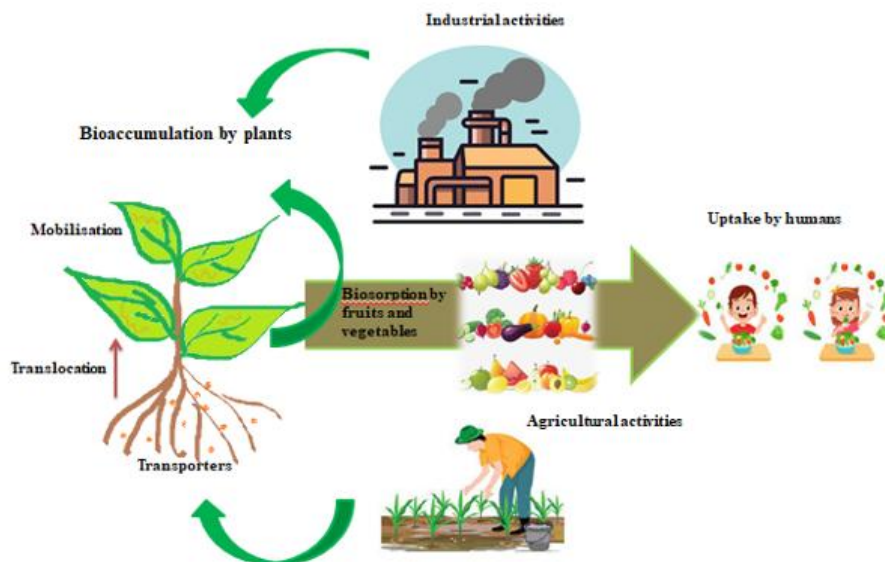 Industrial activities
Bioaccumulation by plants
Mobilisation
Uptake by humans
Biosorption by
fruits and
vegetables
Translocation
Agricultural activities
Transporters